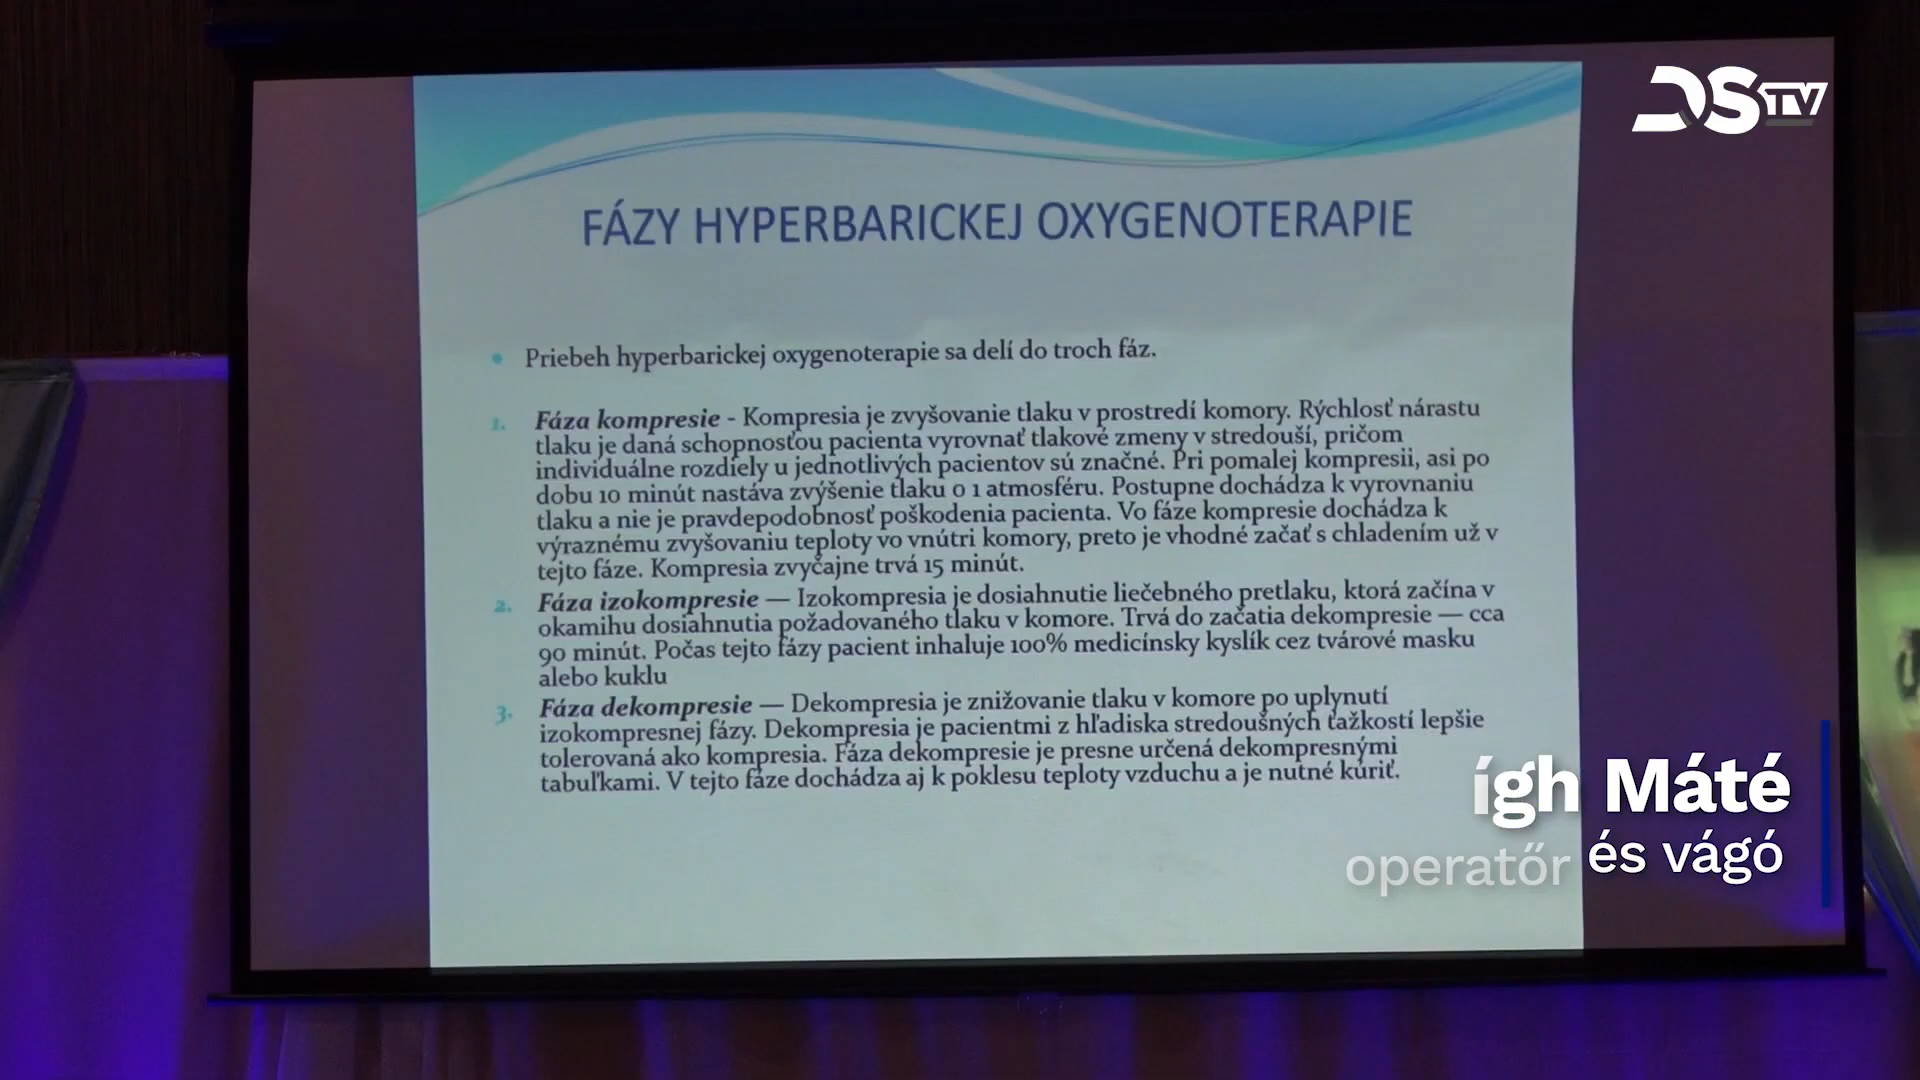 DSTV
FÁZY HYPERBARICKEJ OXYGENOTERAPIE
• Priebeh hyperbarickej oxygenoterapie sa delí do troch fáz.
1. Fáza kompresie - Kompresia je zvyšovanie tlaku v prostredí komory. Rýchlosť nárastu
tlaku je daná schopnosťou pacienta vyrovnať tlakové zmeny v stredouší, pričom
individuálne rozdiely u jednotlivých pacientov sú značné. Pri pomalej kompresii, asi po
dobu 10 minút nastáva zvýšenie tlaku o 1 atmosféru. Postupne dochádza k vyrovnaniu
tlaku a nie je pravdepodobnosť poškodenia pacienta. Vo fáze kompresie dochádza k
výraznému zvyšovaniu teploty vo vnútri komory, preto je vhodné začať s chladením už v
tejto fáze. Kompresia zvyčajne trvá 15 minút.
2. Fáza izokompresie — Izokompresia je dosiahnutie liečebného pretlaku, ktorá začína v
okamihu dosiahnutia požadovaného tlaku v komore. Trvá do začatia dekompresie — cca
90 minút. Počas tejto fázy pacient inhaluje 100% medicínsky kyslík cez tvárové masku
alebo kuklu
3. Fáza dekompresie — Dekompresia je znižovanie tlaku v komore po uplynutí
izokompresnej fázy. Dekompresia je pacientmi z hľadiska stredoušných ťažkostí lepšie
tolerovaná ako kompresia. Fáza dekompresie je presne určená dekompresnými
tabuľkami. V tejto fáze dochádza aj k poklesu teploty vzduchu a je nutné kúriť.
ígh Máté
operatőr és vágó